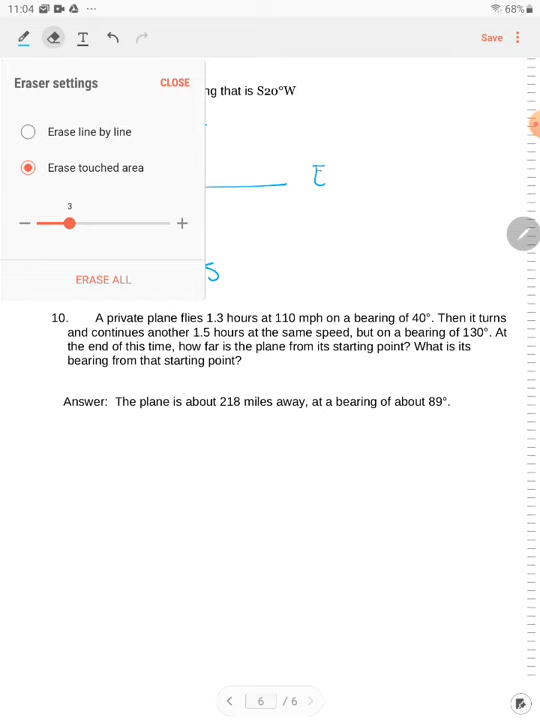 11:04 ... 68%
T Save
Eraser settings CLOSE
ng that is S20°W
Erase line by line
Erase touched area
E
3
− +
S
ERASE ALL
10. A private plane flies 1.3 hours at 110 mph on a bearing of 40°. Then it turns
and continues another 1.5 hours at the same speed, but on a bearing of 130°. At
the end of this time, how far is the plane from its starting point? What is its
bearing from that starting point?
Answer: The plane is about 218 miles away, at a bearing of about 89°.
< 6 / 6 >